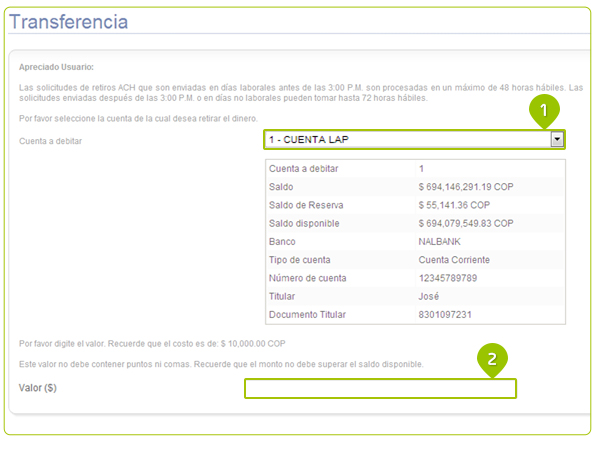 Transferencia
Apreciado Usuario:
Las solicitudes de retiros ACH que son enviadas en días laborales antes de las 3:00 P.M. son procesadas en un máximo de 48 horas hábiles. Las
solicitudes enviadas después de las 3:00 P.M. o en días no laborales pueden tomar hasta 72 horas hábiles.
Por favor seleccione la cuenta de la cual desea retirar el dinero.
1
Cuenta a debitar 1 - CUENTA LAP
Cuenta a debitar 1
Saldo $ 694,146,291.19 COP
Saldo de Reserva $ 55,141.36 COP
Saldo disponible $ 694,079,549.83 COP
Banco NALBANK
Tipo de cuenta Cuenta Corriente
Número de cuenta 12345789789
Titular José
Documento Titular 8301097231
Por favor digite el valor. Recuerde que el costo es de: $ 10,000.00 COP
Este valor no debe contener puntos ni comas. Recuerde que el monto no debe superar el saldo disponible.
2
Valor ($)